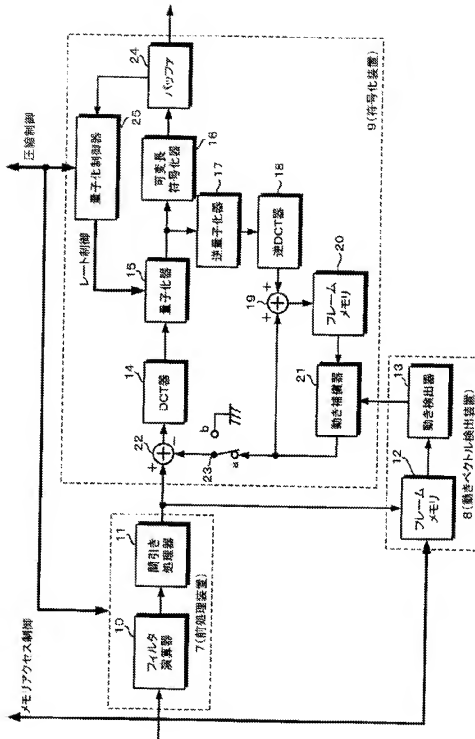 メモリアクセス制御
圧縮制御
10
フィルタ
演算器
11
間引き
処理器
7(前処理装置)
22
+
−
23
a
b
14
DCT器
レート制御
15
量子化器
25
量子化制御器
16
可変長
符号化器
24
バッファ
17
逆量子化器
18
逆DCT器
19
+
+
20
フレーム
メモリ
21
動き補償器
9(符号化装置)
12
フレーム
メモリ
13
動き検出器
8(動きベクトル検出装置)